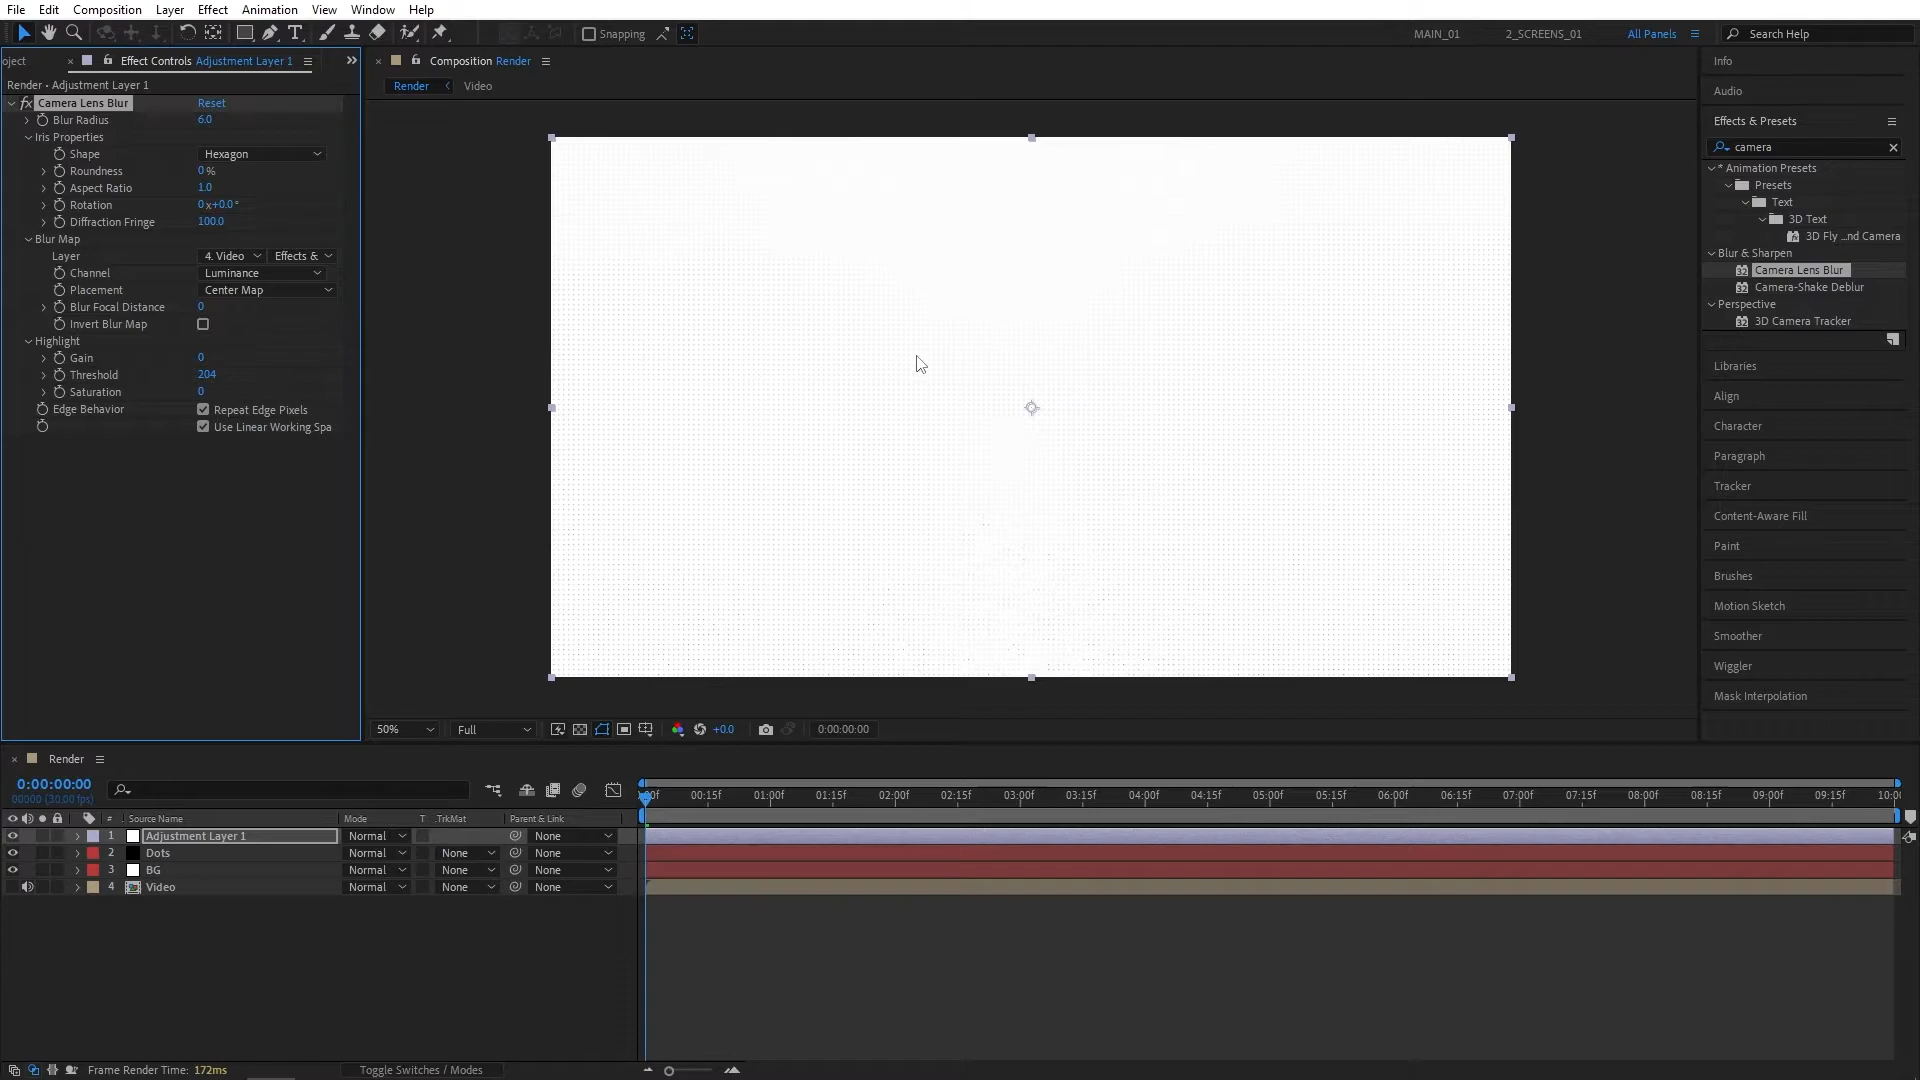 File Edit Composition Layer Effect Animation View Window Help
Snapping MAIN_01 2_SCREENS_01 All Panels Search Help
oject Effect Controls Adjustment Layer 1
Composition Render
Info
Render • Adjustment Layer 1
Render Video
Audio
fx Camera Lens Blur Reset
Blur Radius 6.0
Iris Properties
Shape Hexagon
Roundness 0%
Aspect Ratio 1.0
Rotation 0x+0.0°
Diffraction Fringe 100.0
Blur Map
Layer 4. Video Effects &
Channel Luminance
Placement Center Map
Blur Focal Distance 0
Invert Blur Map
Highlight
Gain 0
Threshold 204
Saturation 0
Edge Behavior Repeat Edge Pixels
Use Linear Working Spa
Effects & Presets
camera
* Animation Presets
Presets
Text
3D Text
3D Fly ...nd Camera
Blur & Sharpen
32 Camera Lens Blur
32 Camera-Shake Deblur
Perspective
32 3D Camera Tracker
Libraries
Align
Character
Paragraph
Tracker
Content-Aware Fill
Paint
Brushes
Motion Sketch
Smoother
Wiggler
Mask Interpolation
50% Full +0.0 0:00:00:00
Render
0:00:00:00
00000 (30.00 fps)
00f 00:15f 01:00f 01:15f 02:00f 02:15f 03:00f 03:15f 04:00f 04:15f 05:00f 05:15f 06:00f 06:15f 07:00f 07:15f 08:00f 08:15f 09:00f 09:15f 10:0
# Source Name Mode T .TrkMat Parent & Link
1 Adjustment Layer 1 Normal None
2 Dots Normal None None
3 BG Normal None None
4 Video Normal None None
Frame Render Time: 172ms Toggle Switches / Modes